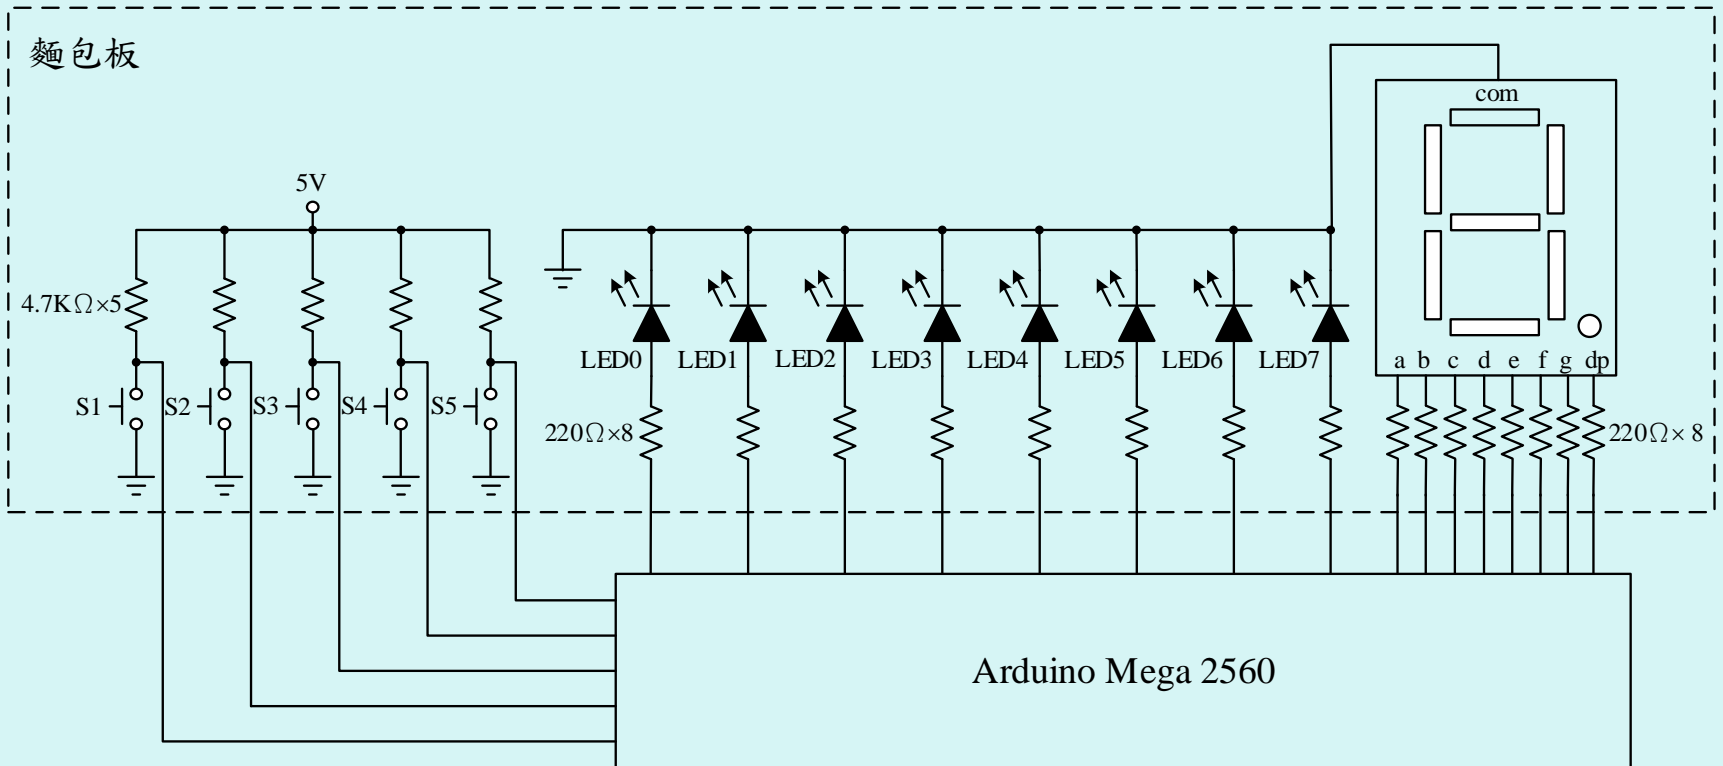 麵包板
com
5V
4.7KΩ×5
LED0 LED1 LED2 LED3 LED4 LED5 LED6 LED7
a b c d e f g dp
S1 S2 S3 S4 S5
220Ω×8
220Ω×8
Arduino Mega 2560